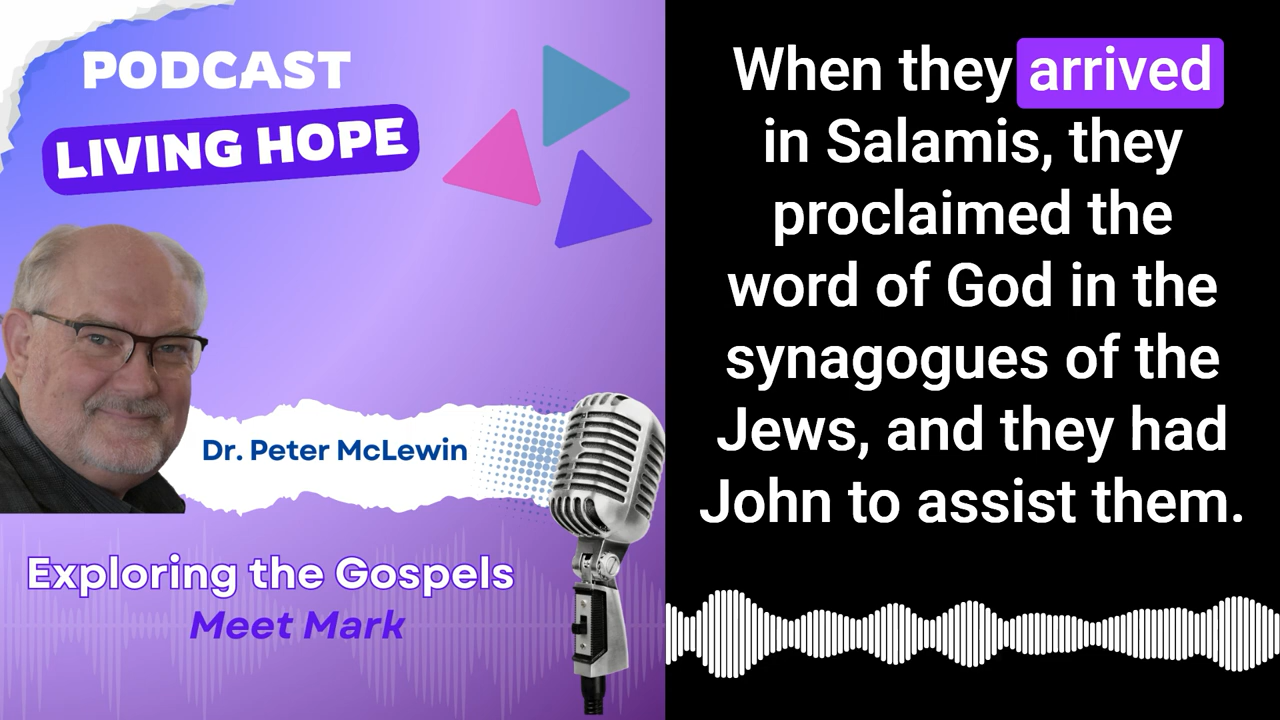 PODCAST
LIVING HOPE
Dr. Peter McLewin
Exploring the Gospels
Meet Mark
When they arrived
in Salamis, they
proclaimed the
word of God in the
synagogues of the
Jews, and they had
John to assist them.